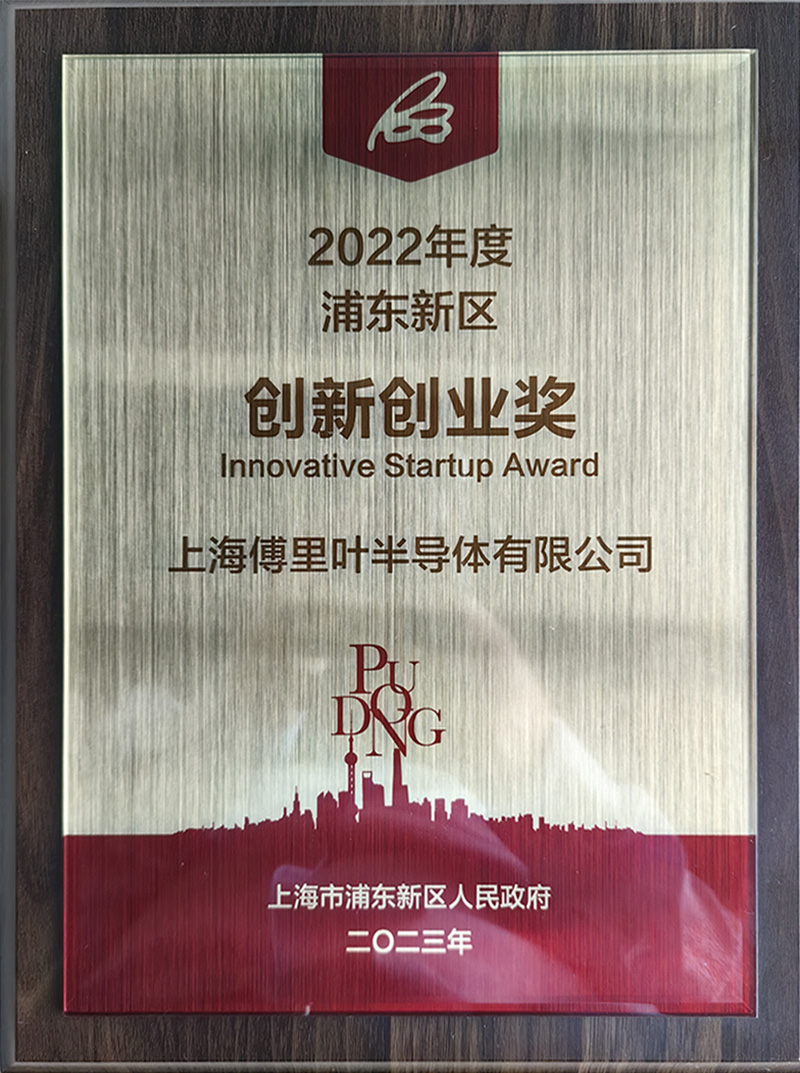 2022年度
浦东新区
创新创业奖
Innovative Startup Award
上海傅里叶半导体有限公司
PU
DONG
上海市浦东新区人民政府
二〇二三年